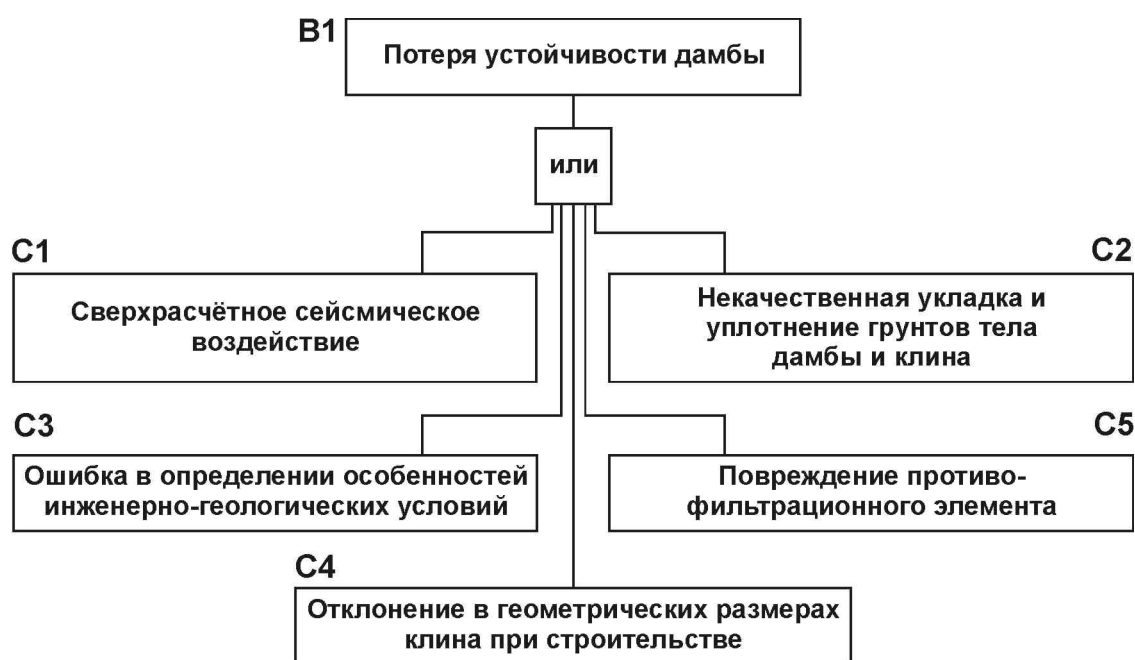 B1
Потеря устойчивости дамбы
или
C1
Сверхрасчётное сейсмическое
воздействие
C2
Некачественная укладка и
уплотнение грунтов тела
дамбы и клина
C3
Ошибка в определении особенностей
инженерно-геологических условий
C5
Повреждение противо-
фильтрационного элемента
C4
Отклонение в геометрических размерах
клина при строительстве